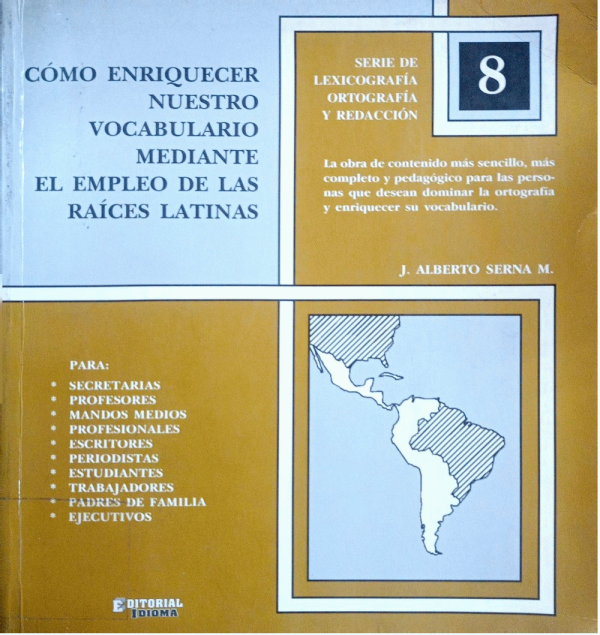 CÓMO ENRIQUECER
NUESTRO
VOCABULARIO
MEDIANTE
EL EMPLEO DE LAS
RAÍCES LATINAS
SERIE DE
LEXICOGRAFÍA
ORTOGRAFÍA
Y REDACCIÓN
8
La obra de contenido más sencillo, más
completo y pedagógico para las perso-
nas que desean dominar la ortografía
y enriquecer su vocabulario.
J. ALBERTO SERNA M.
PARA:
* SECRETARIAS
* PROFESORES
* MANDOS MEDIOS
* PROFESIONALES
* ESCRITORES
* PERIODISTAS
* ESTUDIANTES
* TRABAJADORES
* PADRES DE FAMILIA
* EJECUTIVOS
EDITORIAL
IDIOMA